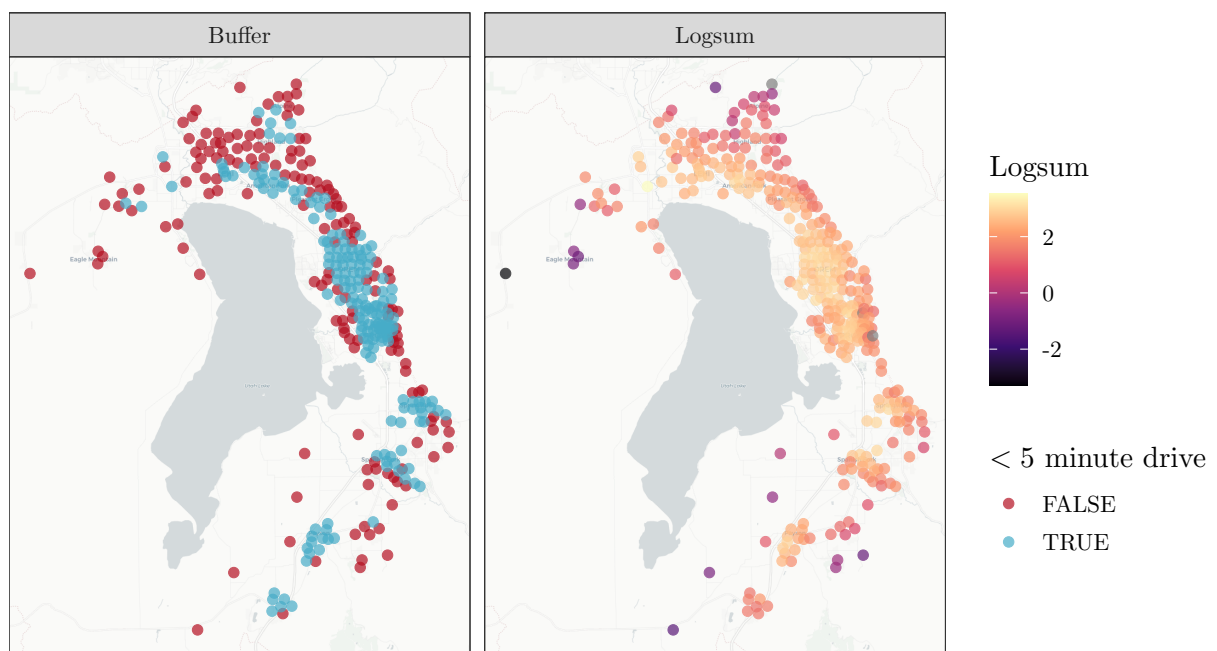 Buffer
Logsum
Eagle Mountain
Eagle Mountain
Logsum
2
0
-2
< 5 minute drive
FALSE
TRUE